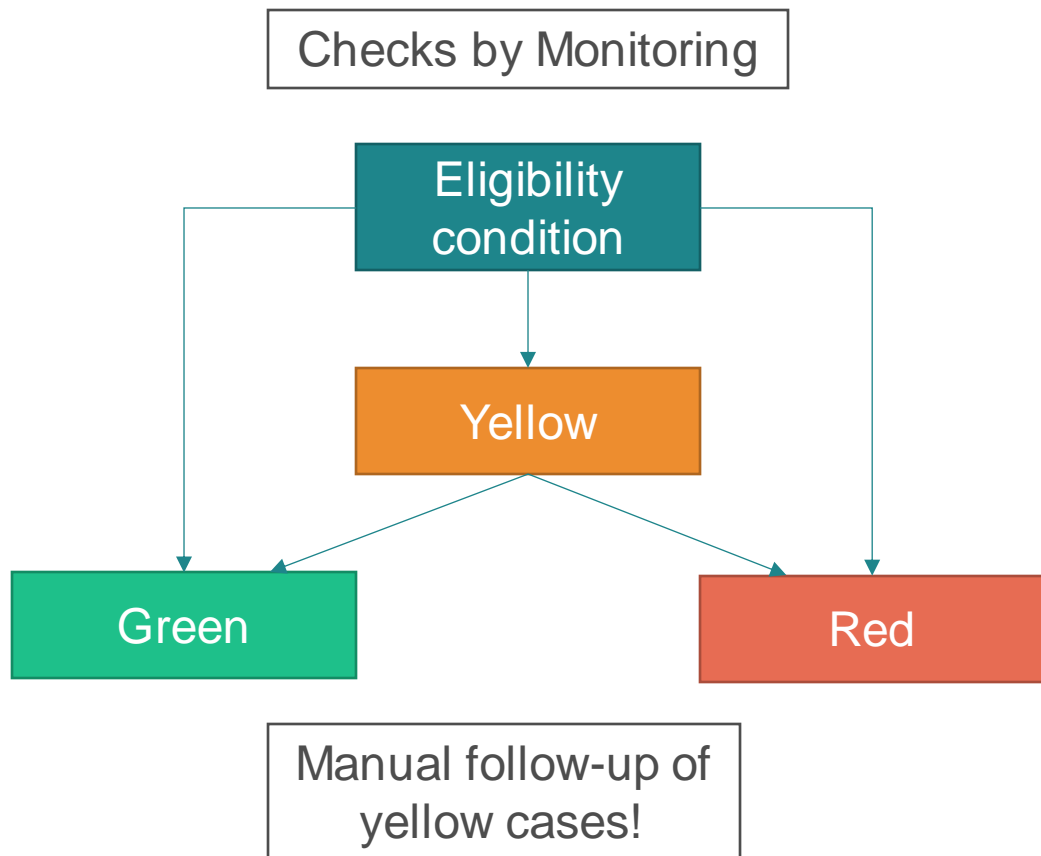 Checks by Monitoring
Eligibility
condition
Yellow
Green
Red
Manual follow-up of
yellow cases!